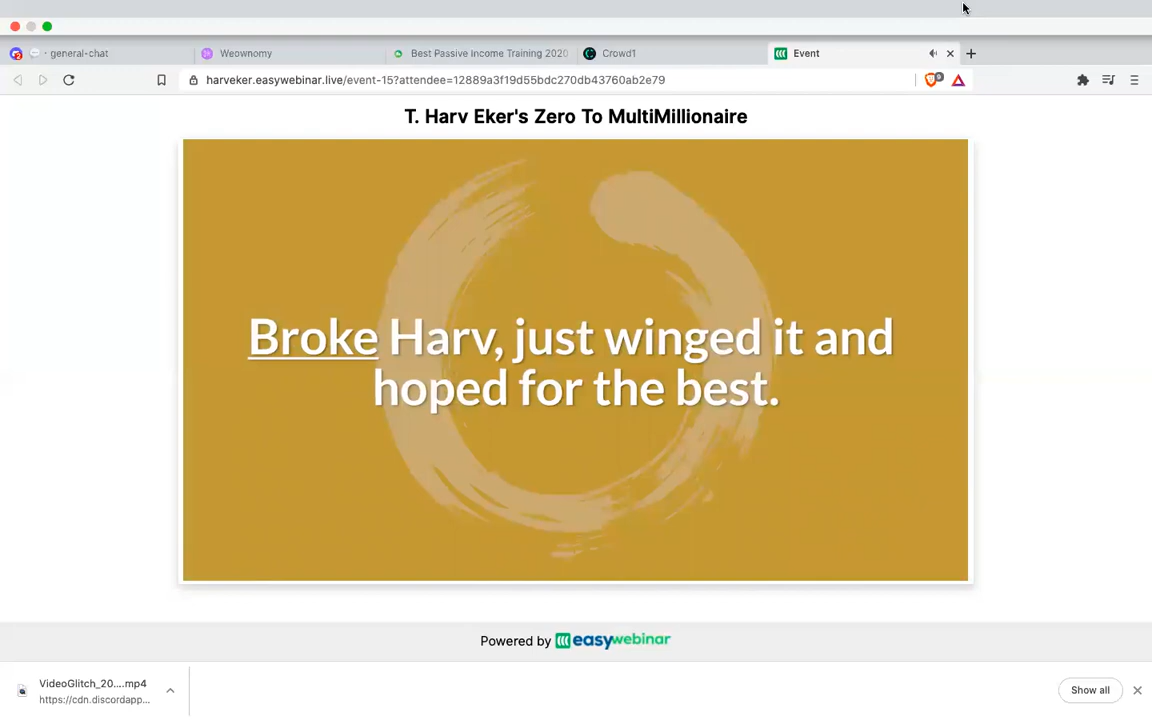 general-chat
Weownomy
Best Passive Income Training 2020
Crowd1
Event
harveker.easywebinar.live/event-15?attendee=12889a3f19d55bdc270db43760ab2e79
T. Harv Eker's Zero To MultiMillionaire
Broke Harv, just winged it and
hoped for the best.
Powered by easywebinar
VideoGlitch_20....mp4
https://cdn.discordapp...
Show all